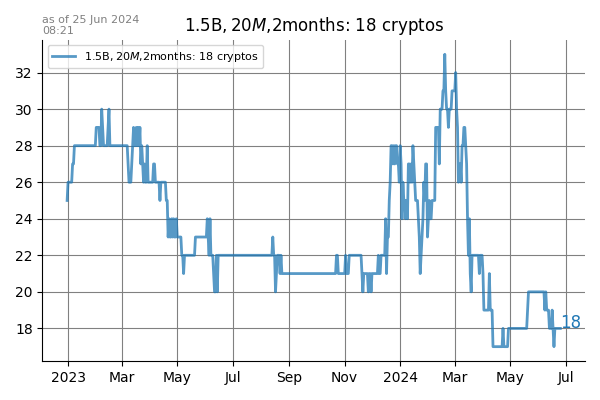 as of 25 Jun 2024
08:21
1.5B, 20M,2months: 18 cryptos
1.5B, 20M,2months: 18 cryptos
32
30
28
26
24
22
20
18
18
2023 Mar May Jul Sep Nov 2024 Mar May Jul